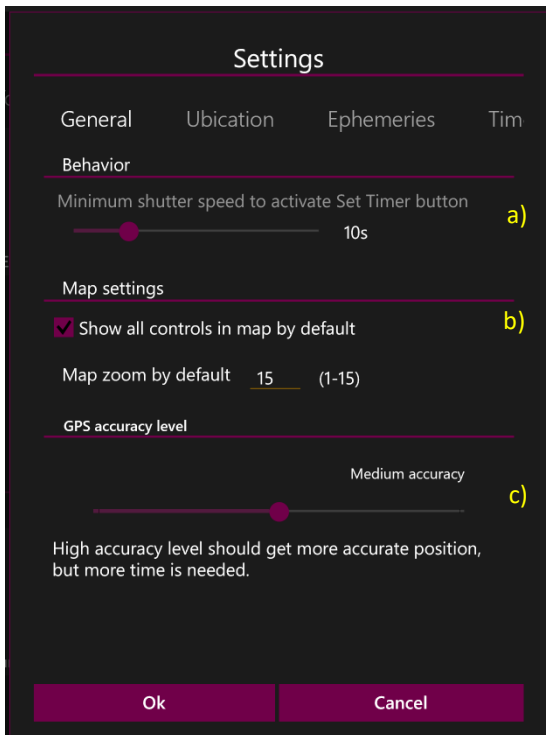 Settings
General Ubication Ephemeries Tim
Behavior
Minimum shutter speed to activate Set Timer button
a)
10s
Map settings
b)
Show all controls in map by default
Map zoom by default 15 (1-15)
GPS accuracy level
Medium accuracy
c)
High accuracy level should get more accurate position,
but more time is needed.
Ok Cancel